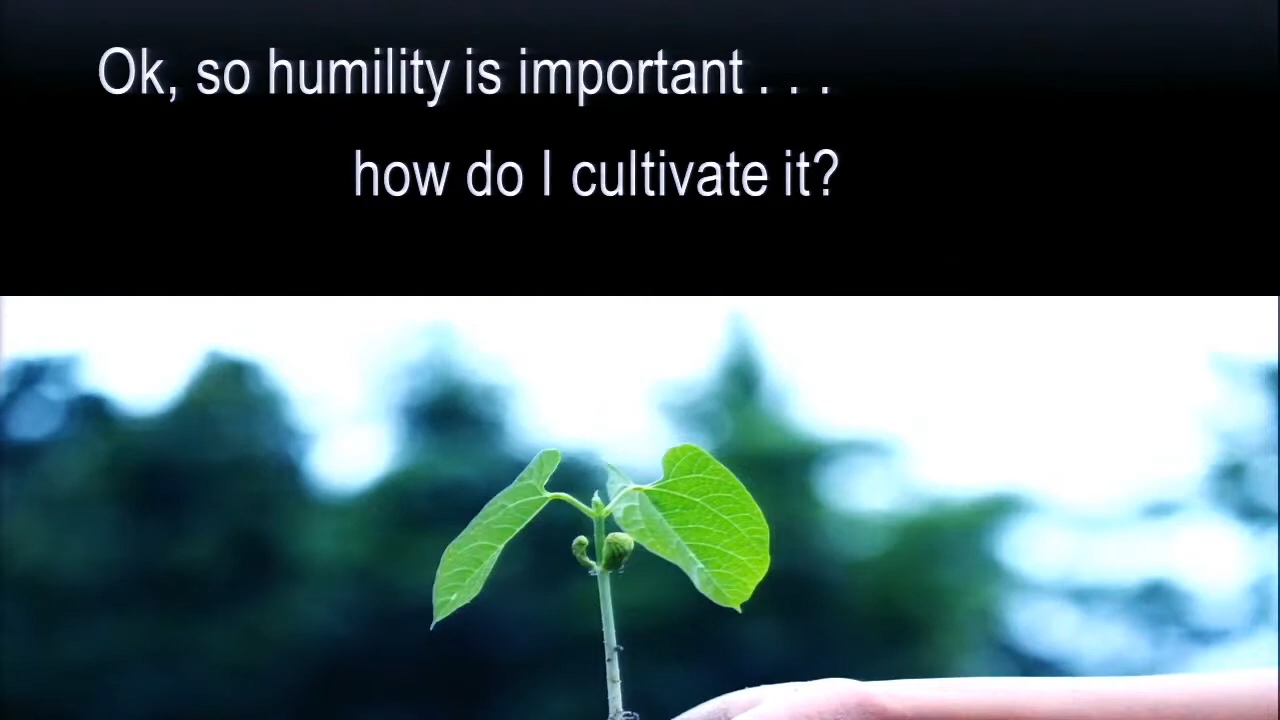 Ok, so humility is important . . .
how do I cultivate it?